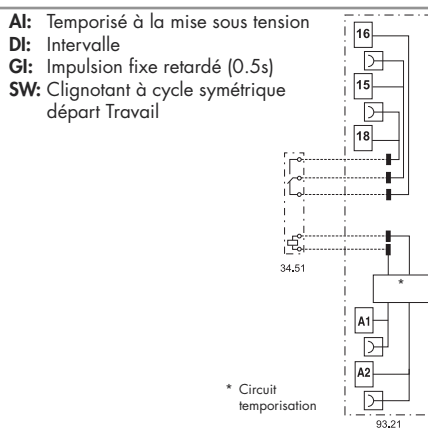 AI: Temporisé à la mise sous tension
DI: Intervalle
GI: Impulsion fixe retardé (0.5s)
SW: Clignotant à cycle symétrique
départ Travail
16
15
18
34.51
*
A1
A2
* Circuit
temporisation
93.21